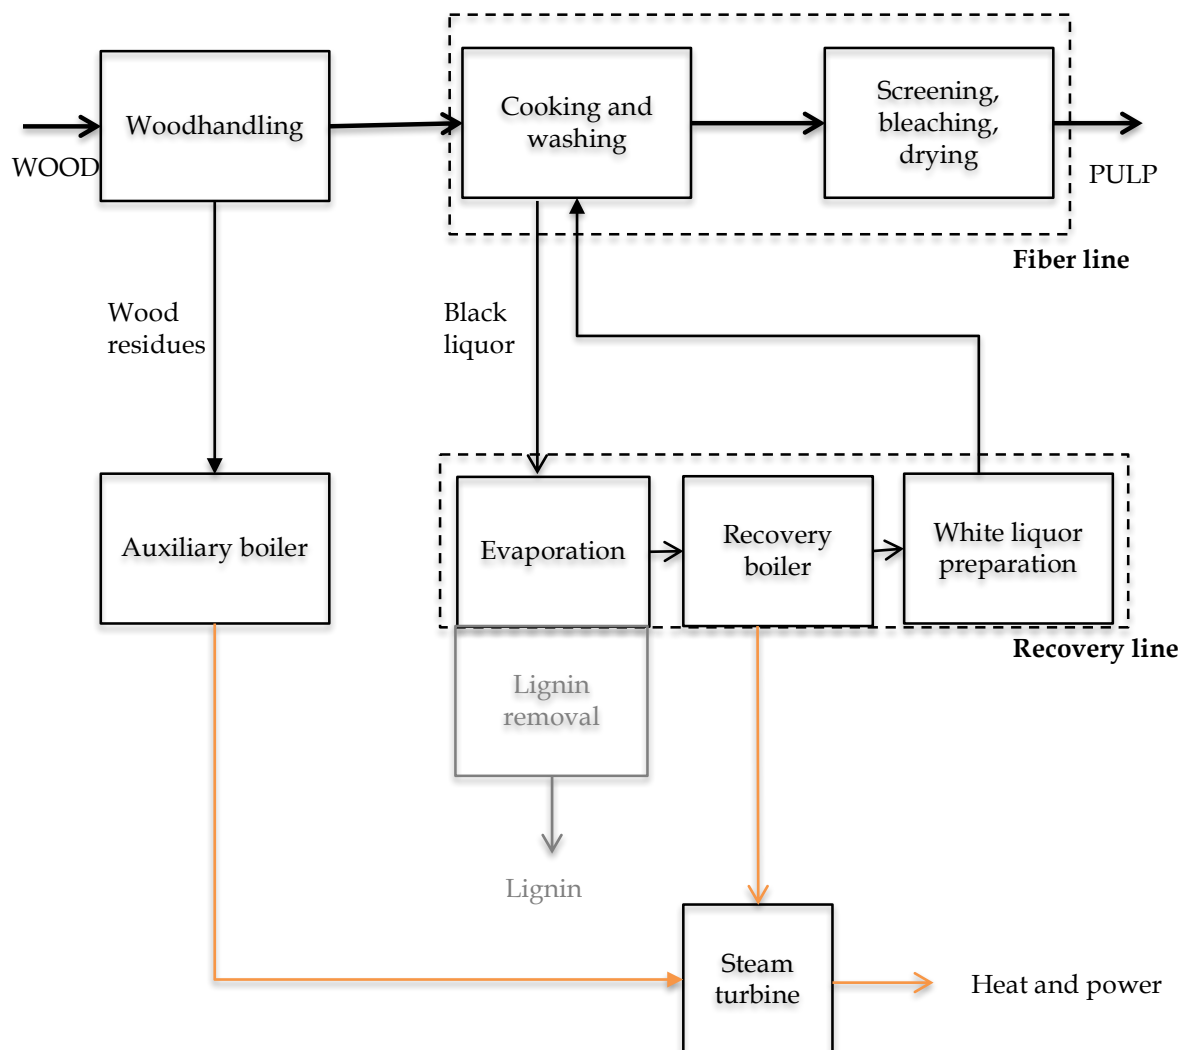 Woodhandling
WOOD
Cooking and
washing
Screening,
bleaching,
drying
PULP
Fiber line
Wood
residues
Black
liquor
Auxiliary boiler
Evaporation
Recovery
boiler
White liquor
preparation
Recovery line
Lignin
removal
Lignin
Steam
turbine
Heat and power